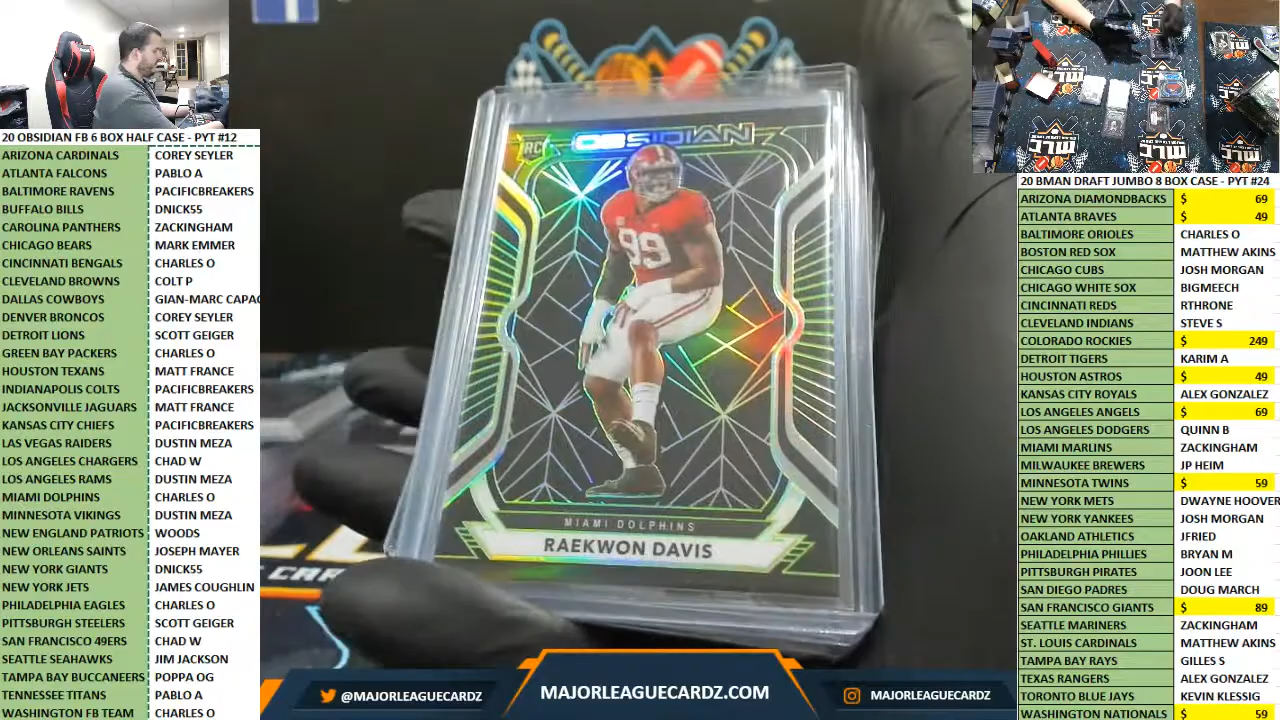 20 OBSIDIAN FB 6 BOX HALF CASE - PYT #12
ARIZONA CARDINALS COREY SEYLER
ATLANTA FALCONS PABLO A
BALTIMORE RAVENS PACIFICBREAKERS
BUFFALO BILLS DNICK55
CAROLINA PANTHERS ZACKINGHAM
CHICAGO BEARS MARK EMMER
CINCINNATI BENGALS CHARLES O
CLEVELAND BROWNS COLT P
DALLAS COWBOYS GIAN-MARC CAPAC
DENVER BRONCOS COREY SEYLER
DETROIT LIONS SCOTT GEIGER
GREEN BAY PACKERS CHARLES O
HOUSTON TEXANS MATT FRANCE
INDIANAPOLIS COLTS PACIFICBREAKERS
JACKSONVILLE JAGUARS MATT FRANCE
KANSAS CITY CHIEFS PACIFICBREAKERS
LAS VEGAS RAIDERS DUSTIN MEZA
LOS ANGELES CHARGERS CHAD W
LOS ANGELES RAMS DUSTIN MEZA
MIAMI DOLPHINS CHARLES O
MINNESOTA VIKINGS DUSTIN MEZA
NEW ENGLAND PATRIOTS WOODS
NEW ORLEANS SAINTS JOSEPH MAYER
NEW YORK GIANTS DNICK55
NEW YORK JETS JAMES COUGHLIN
PHILADELPHIA EAGLES CHARLES O
PITTSBURGH STEELERS SCOTT GEIGER
SAN FRANCISCO 49ERS CHAD W
SEATTLE SEAHAWKS JIM JACKSON
TAMPA BAY BUCCANEERS POPPA OG
TENNESSEE TITANS PABLO A
WASHINGTON FB TEAM CHARLES O
RC OBSIDIAN
99
MIAMI DOLPHINS
RAEKWON DAVIS
CAR
@MAJORLEAGUECARDZ
MAJORLEAGUECARDZ.COM
MAJORLEAGUECARDZ
MLC
20 BMAN DRAFT JUMBO 8 BOX CASE - PYT #24
ARIZONA DIAMONDBACKS $ 69
ATLANTA BRAVES $ 49
BALTIMORE ORIOLES CHARLES O
BOSTON RED SOX MATTHEW AKINS
CHICAGO CUBS JOSH MORGAN
CHICAGO WHITE SOX BIGMEECH
CINCINNATI REDS RTHRONE
CLEVELAND INDIANS STEVE S
COLORADO ROCKIES $ 249
DETROIT TIGERS KARIM A
HOUSTON ASTROS $ 49
KANSAS CITY ROYALS ALEX GONZALEZ
LOS ANGELES ANGELS $ 69
LOS ANGELES DODGERS QUINN B
MIAMI MARLINS ZACKINGHAM
MILWAUKEE BREWERS JP HEIM
MINNESOTA TWINS $ 59
NEW YORK METS DWAYNE HOOVER
NEW YORK YANKEES JOSH MORGAN
OAKLAND ATHLETICS JFRIED
PHILADELPHIA PHILLIES BRYAN M
PITTSBURGH PIRATES JOON LEE
SAN DIEGO PADRES DOUG MARCH
SAN FRANCISCO GIANTS $ 89
SEATTLE MARINERS ZACKINGHAM
ST. LOUIS CARDINALS MATTHEW AKINS
TAMPA BAY RAYS GILLES S
TEXAS RANGERS ALEX GONZALEZ
TORONTO BLUE JAYS KEVIN KLESSIG
WASHINGTON NATIONALS $ 59